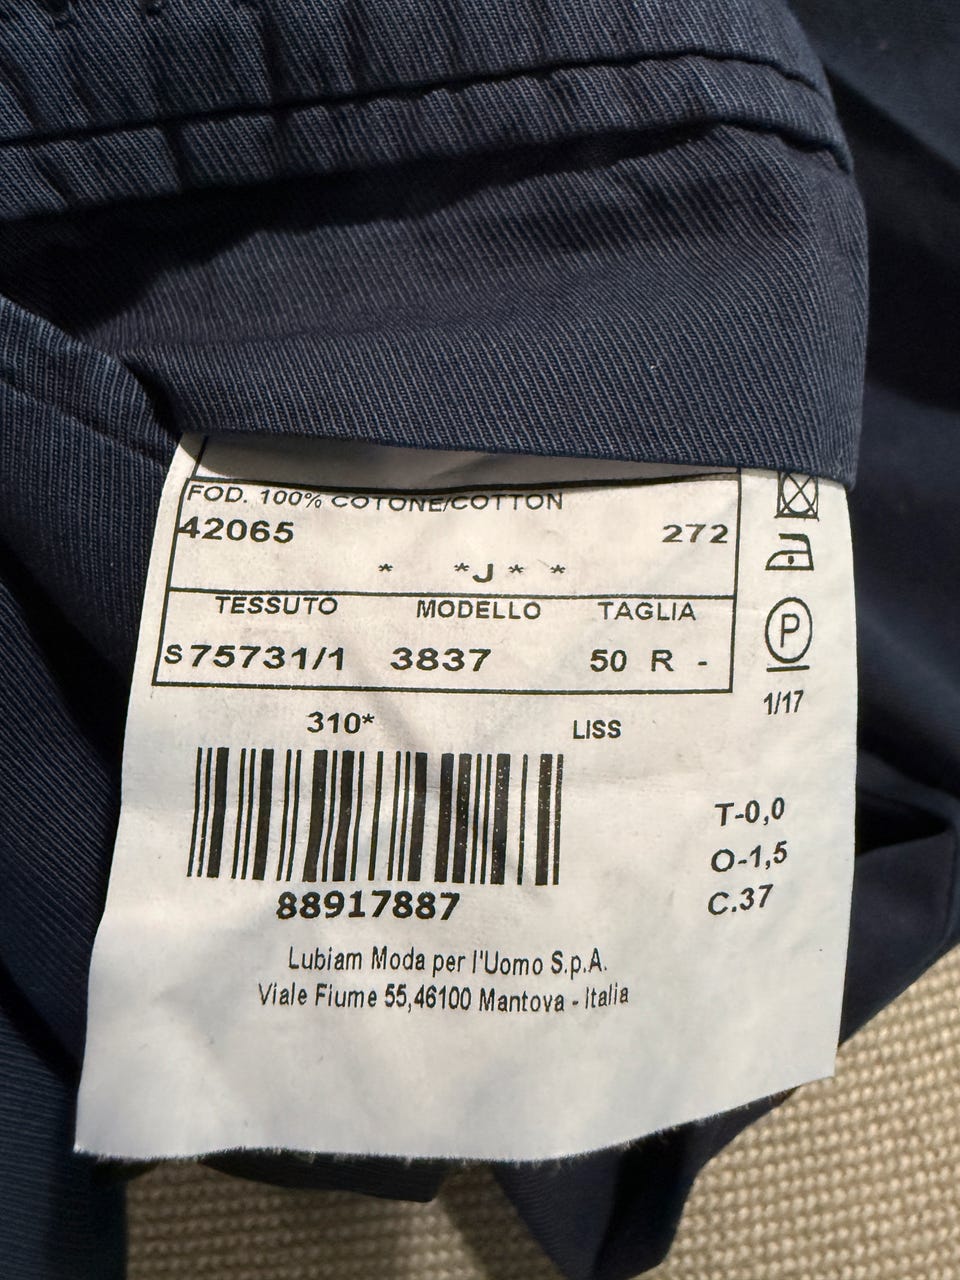 FOD. 100% COTONE/COTTON
42065 272
* *J * *
TESSUTO MODELLO TAGLIA
S75731/1 3837 50 R -
P
1/17
310* LISS
T-0,0
O-1,5
C.37
88917887
Lubiam Moda per l'Uomo S.p.A.
Viale Fiume 55,46100 Mantova - Italia